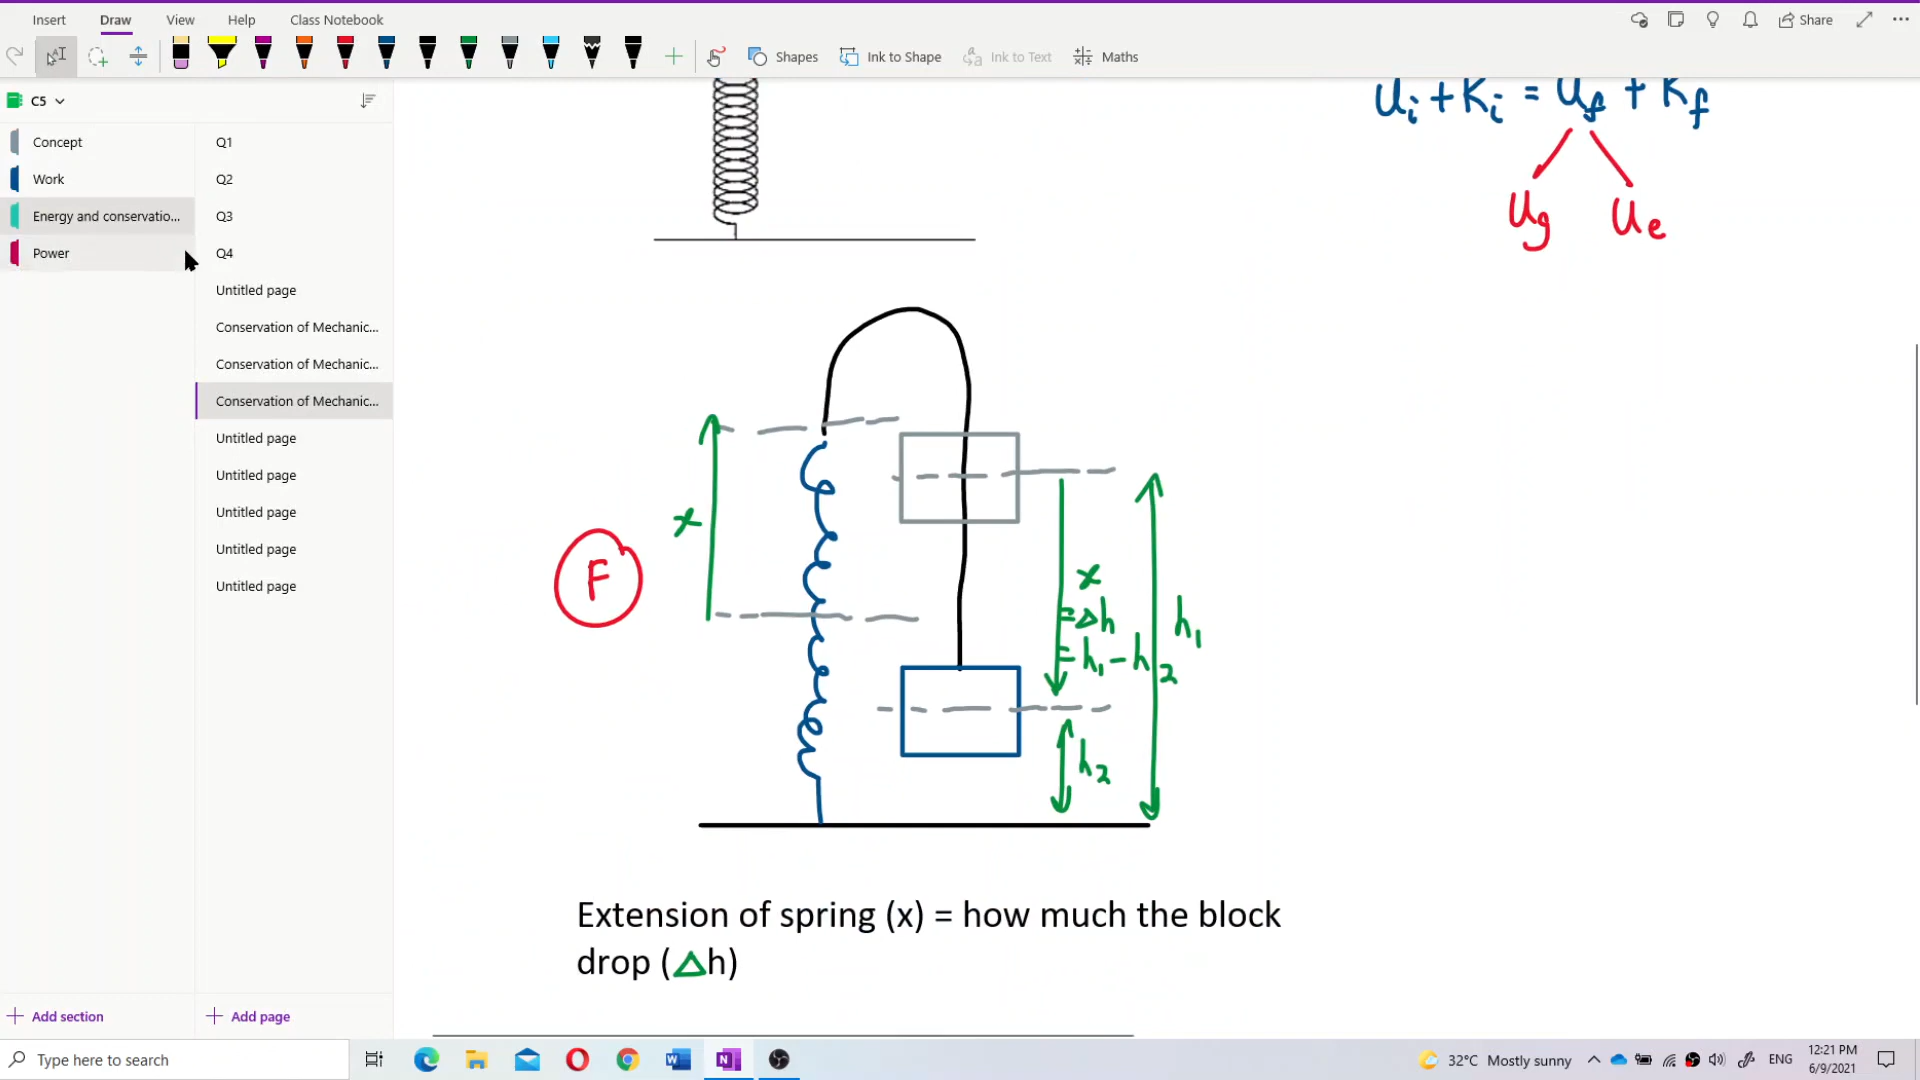 Insert Draw View Help Class Notebook
Share
Shapes Ink to Shape Ink to Text Maths
C5
Concept
Work
Energy and conservatio...
Power
Q1
Q2
Q3
Q4
Untitled page
Conservation of Mechanic...
Conservation of Mechanic...
Conservation of Mechanic...
Untitled page
Untitled page
Untitled page
Untitled page
Untitled page
Add section
Add page
Ui + Ki = Uf + Kf
Ug Ue
x
F
x
= Δh
= h₁ - h₂
h₁
h₂
Extension of spring (x) = how much the block
drop (Δh)
Type here to search
32°C Mostly sunny
ENG
12:21 PM
6/9/2021